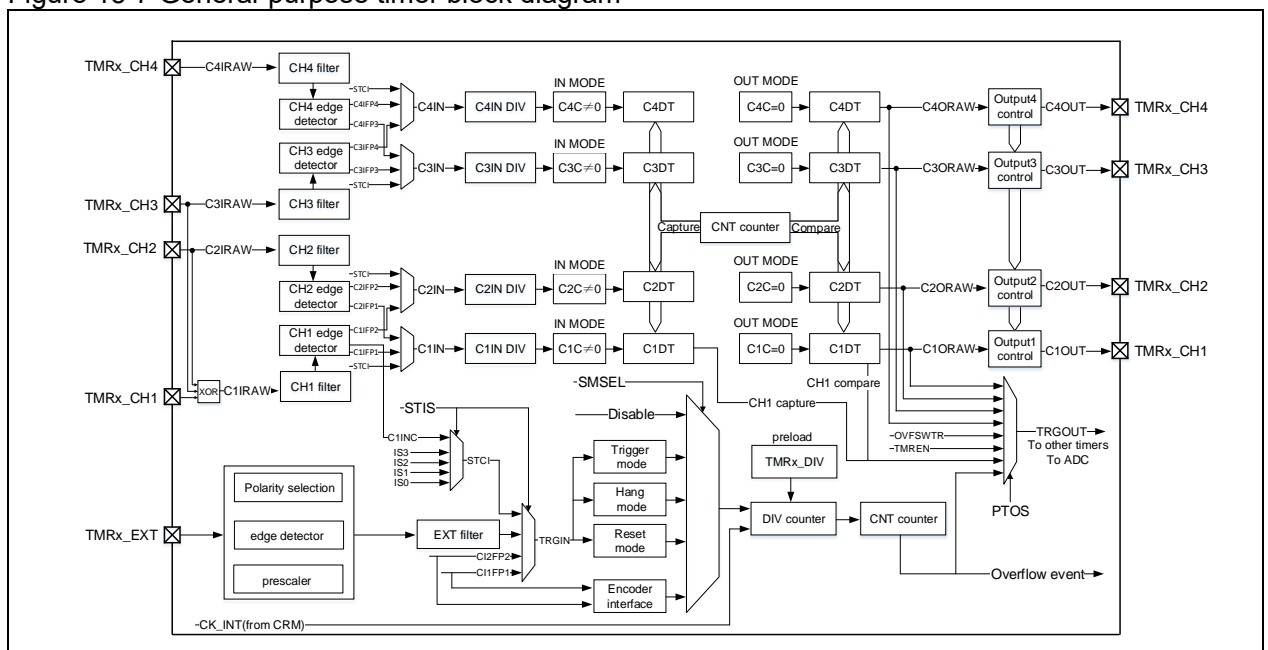 Figure 10-7 General-purpose timer block diagram
TMRx_CH4
C4IRAW
CH4 filter
CH4 edge
detector
STCI
C4IFP4
C4IFP3
C4IN
C4IN DIV
IN MODE
C4C≠0
C4DT
OUT MODE
C4C=0
C4DT
C4ORAW
Output4
control
C4OUT
TMRx_CH4
CH3 edge
detector
C3IFP4
C3IFP3
STCI
C3IN
C3IN DIV
IN MODE
C3C≠0
C3DT
OUT MODE
C3C=0
C3DT
C3ORAW
Output3
control
C3OUT
TMRx_CH3
TMRx_CH3
C3IRAW
CH3 filter
Capture
CNT counter
Compare
TMRx_CH2
C2IRAW
CH2 filter
CH2 edge
detector
STCI
C2IFP2
C2IFP1
C2IN
C2IN DIV
IN MODE
C2C≠0
C2DT
OUT MODE
C2C=0
C2DT
C2ORAW
Output2
control
C2OUT
TMRx_CH2
CH1 edge
detector
C1IFP2
C1IFP1
STCI
C1IN
C1IN DIV
IN MODE
C1C≠0
C1DT
OUT MODE
C1C=0
C1DT
C1ORAW
Output1
control
C1OUT
TMRx_CH1
TMRx_CH1
XOR
C1IRAW
CH1 filter
CH1 compare
CH1 capture
SMSEL
Disable
STIS
C1INC
IS3
IS2
IS1
IS0
STCI
Trigger
mode
Hang
mode
Reset
mode
Encoder
interface
preload
TMRx_DIV
DIV counter
CNT counter
OVFSWTR
TMREN
TRGOUT
To other timers
To ADC
PTOS
Overflow event
TMRx_EXT
Polarity selection
edge detector
prescaler
EXT filter
CI2FP2
CI1FP1
TRGIN
CK_INT(from CRM)